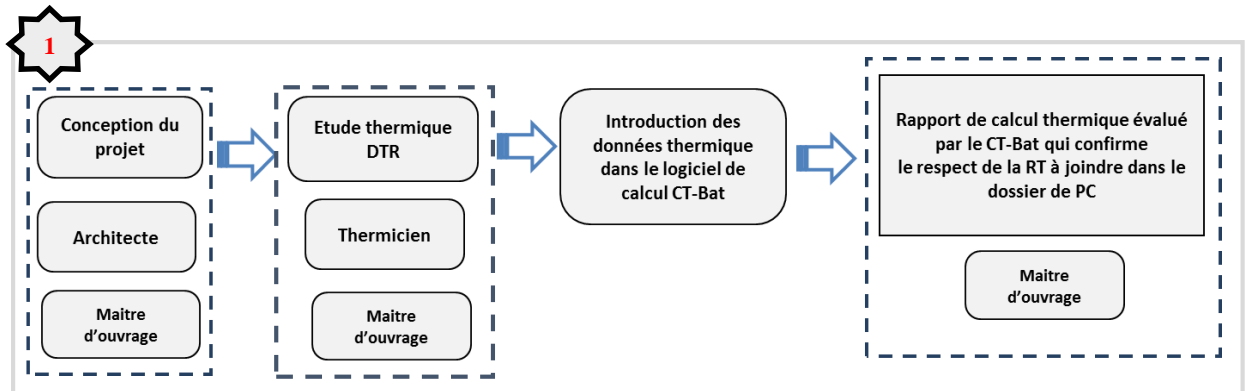 1
Conception du
projet
Architecte
Maitre
d'ouvrage
Etude thermique
DTR
Thermicien
Maitre
d'ouvrage
Introduction des
données thermique
dans le logiciel de
calcul CT-Bat
Rapport de calcul thermique évalué
par le CT-Bat qui confirme
le respect de la RT à joindre dans le
dossier de PC
Maitre
d'ouvrage